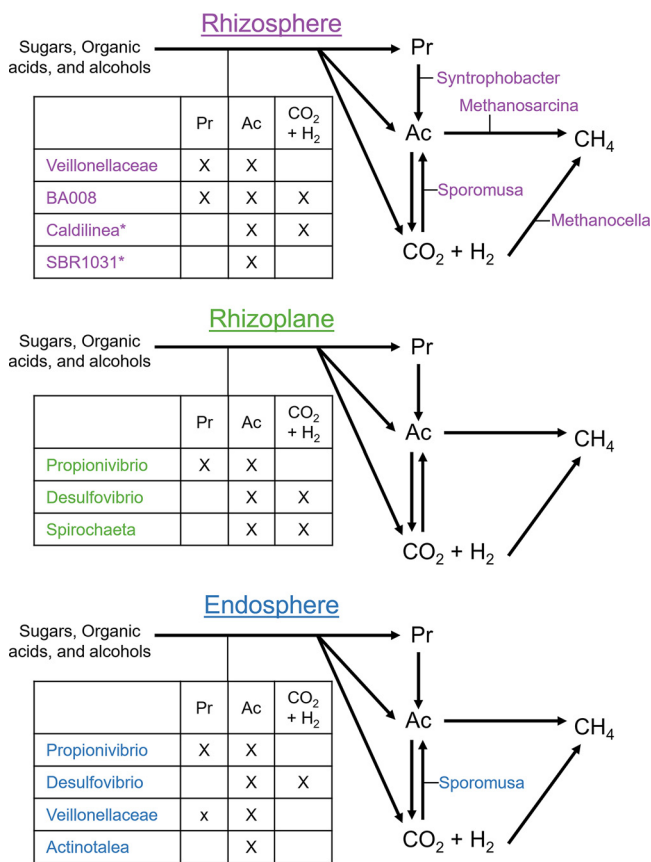 Rhizosphere
Sugars, Organic
acids, and alcohols
Pr
Syntrophobacter
Methanosarcina
Ac
CH4
Sporomusa
Methanocella
CO2 + H2
Pr Ac CO2
+ H2
Veillonellaceae X X
BA008 X X X
Caldilinea* X X
SBR1031* X
Rhizoplane
Sugars, Organic
acids, and alcohols
Pr
Ac
CH4
CO2 + H2
Pr Ac CO2
+ H2
Propionivibrio X X
Desulfovibrio X X
Spirochaeta X X
Endosphere
Sugars, Organic
acids, and alcohols
Pr
Ac
CH4
Sporomusa
CO2 + H2
Pr Ac CO2
+ H2
Propionivibrio X X
Desulfovibrio X X
Veillonellaceae x X
Actinotalea X